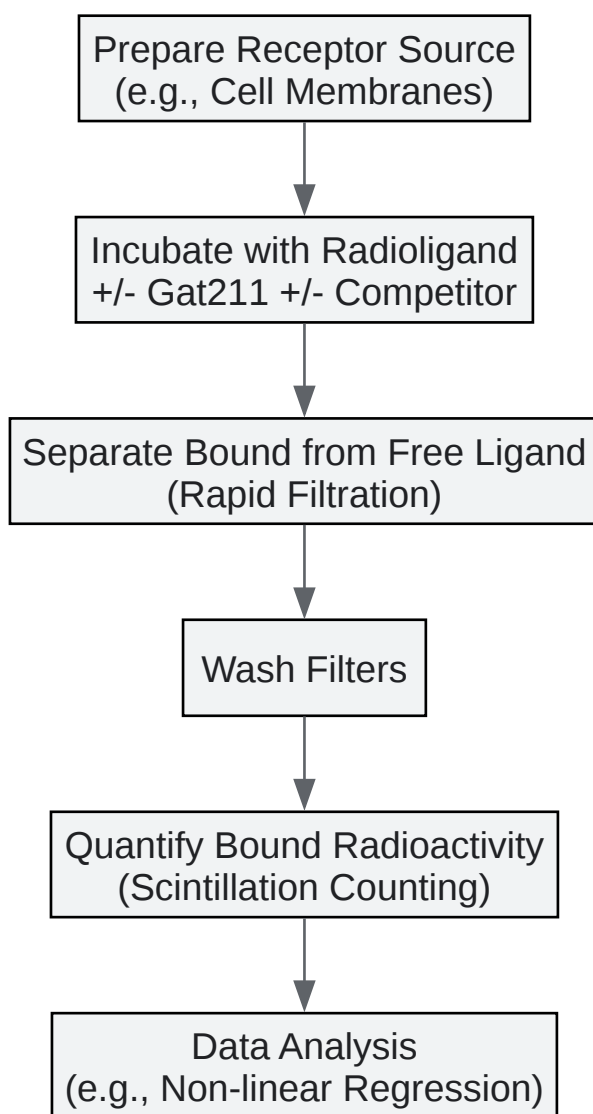 Prepare Receptor Source
(e.g., Cell Membranes)
Incubate with Radioligand
+/- Gat211 +/- Competitor
Separate Bound from Free Ligand
(Rapid Filtration)
Wash Filters
Quantify Bound Radioactivity
(Scintillation Counting)
Data Analysis
(e.g., Non-linear Regression)